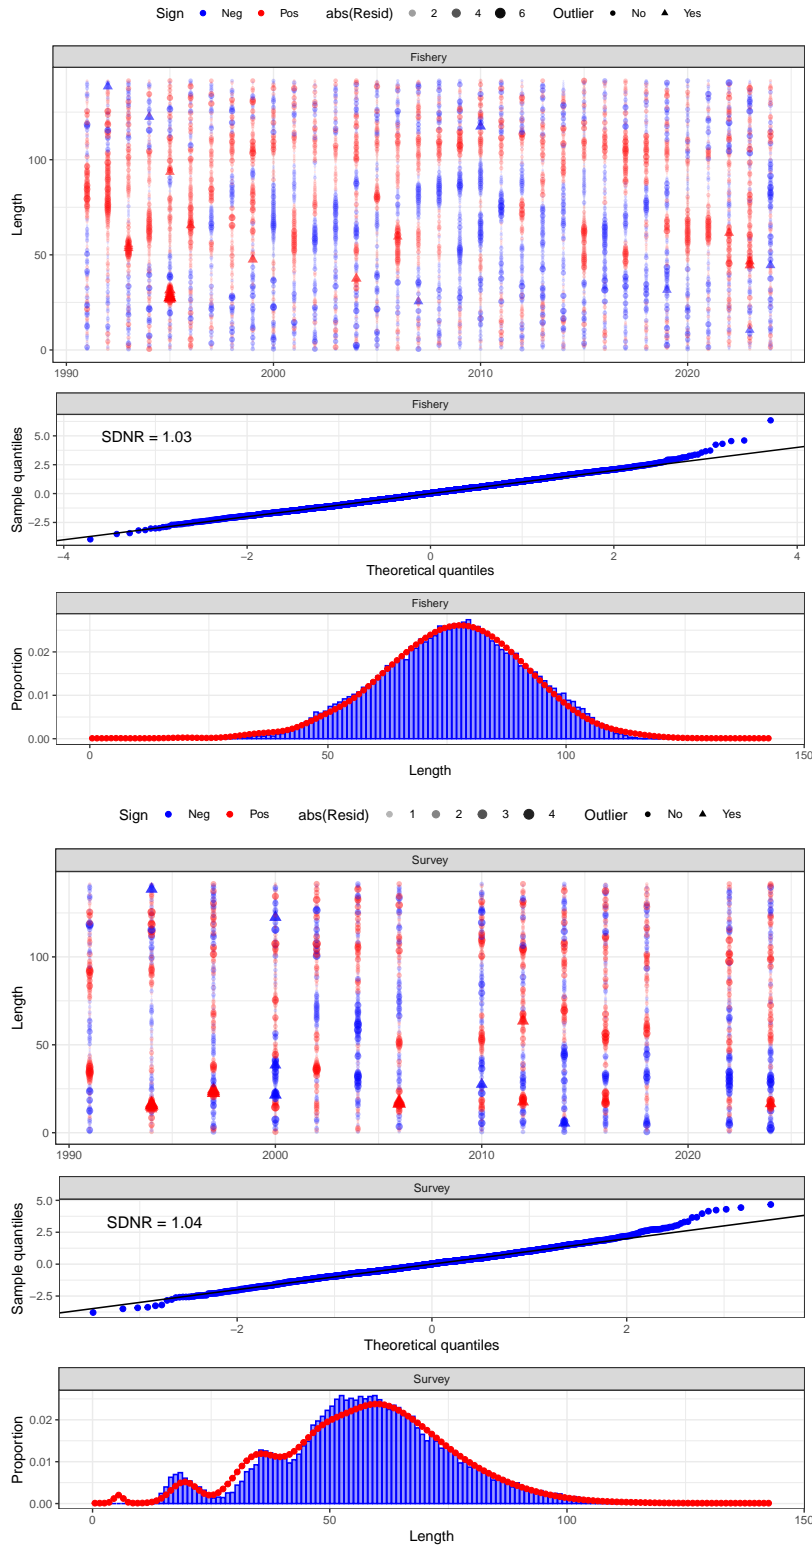 Sign Neg Pos abs(Resid) 2 4 6 Outlier No Yes
Fishery
Length
100
50
0
1990 2000 2010 2020
Fishery
SDNR = 1.03
Sample quantiles
5.0
2.5
0.0
−2.5
−4 −2 0 2 4
Theoretical quantiles
Fishery
Proportion
0.02
0.01
0.00
0 50 100 150
Length
Sign Neg Pos abs(Resid) 1 2 3 4 Outlier No Yes
Survey
Length
100
50
0
1990 2000 2010 2020
Survey
SDNR = 1.04
Sample quantiles
5.0
2.5
0.0
−2.5
−2 0 2
Theoretical quantiles
Survey
Proportion
0.02
0.01
0.00
0 50 100 150
Length